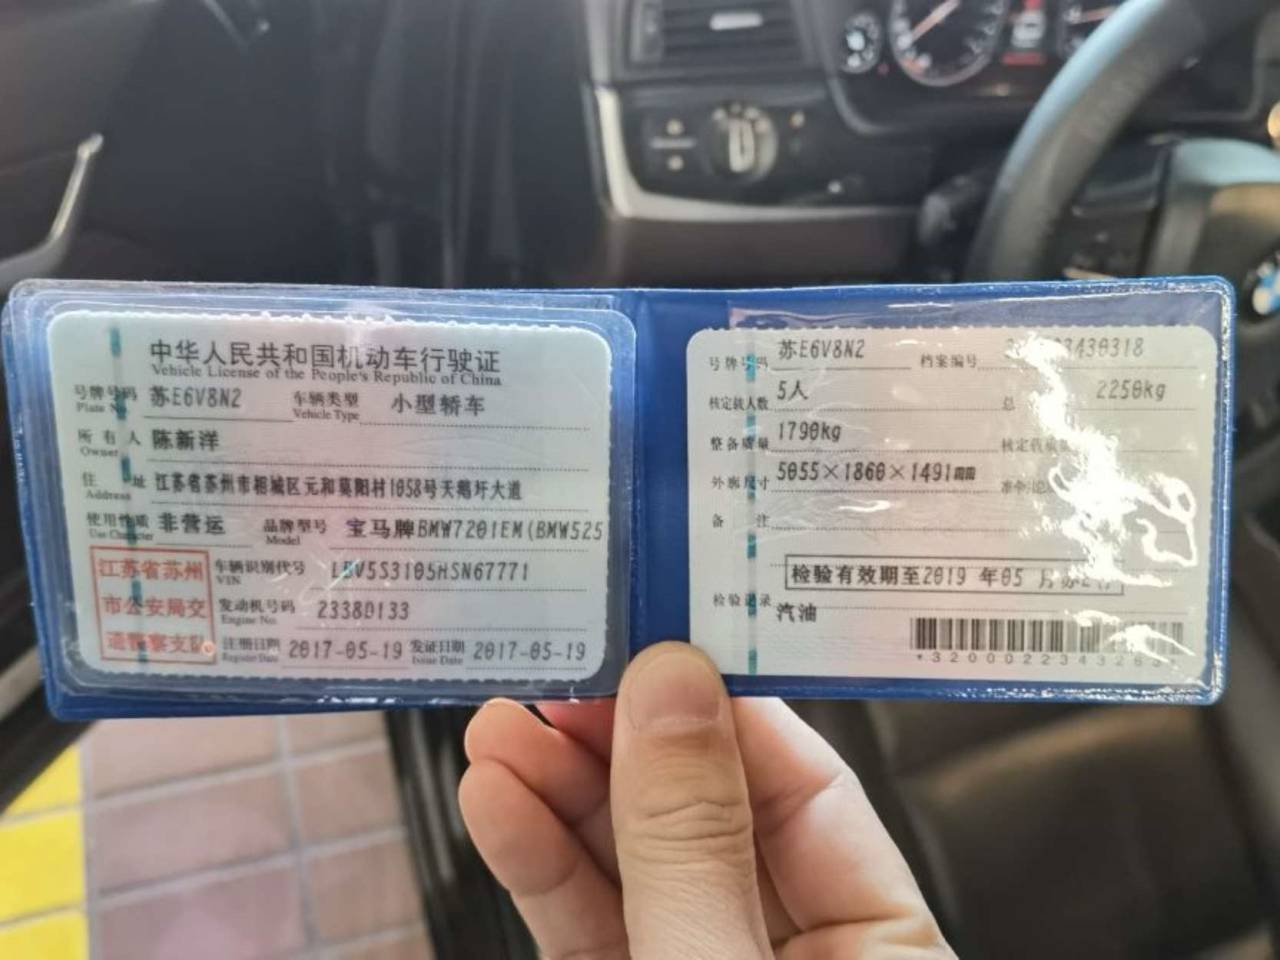 中华人民共和国机动车行驶证
Vehicle License of the People's Republic of China
号牌号码 苏E6V8N2 车辆类型 小型轿车
Plate No. Vehicle Type
所有人 陈新洋
Owner
住址 江苏省苏州市相城区元和莫阳村1058号天鹅圩大道
Address
使用性质 非营运 品牌型号 宝马牌BMW7201EM(BMW525
Use Character Model
江苏省苏州 车辆识别代号 LBV5S3105HSN67771
VIN
市公安局交 发动机号码 23380133
Engine No.
通警察支队 注册日期 2017-05-19 发证日期 2017-05-19
Register Date Issue Date
号牌号码 苏E6V8N2 档案编号 3430318
核定载人数 5人 总 2250kg
整备质量 1790kg 核定载质量
外廓尺寸 5055×1860×1491mm
备注
检验有效期至2019 年05 月
检验记录
汽油